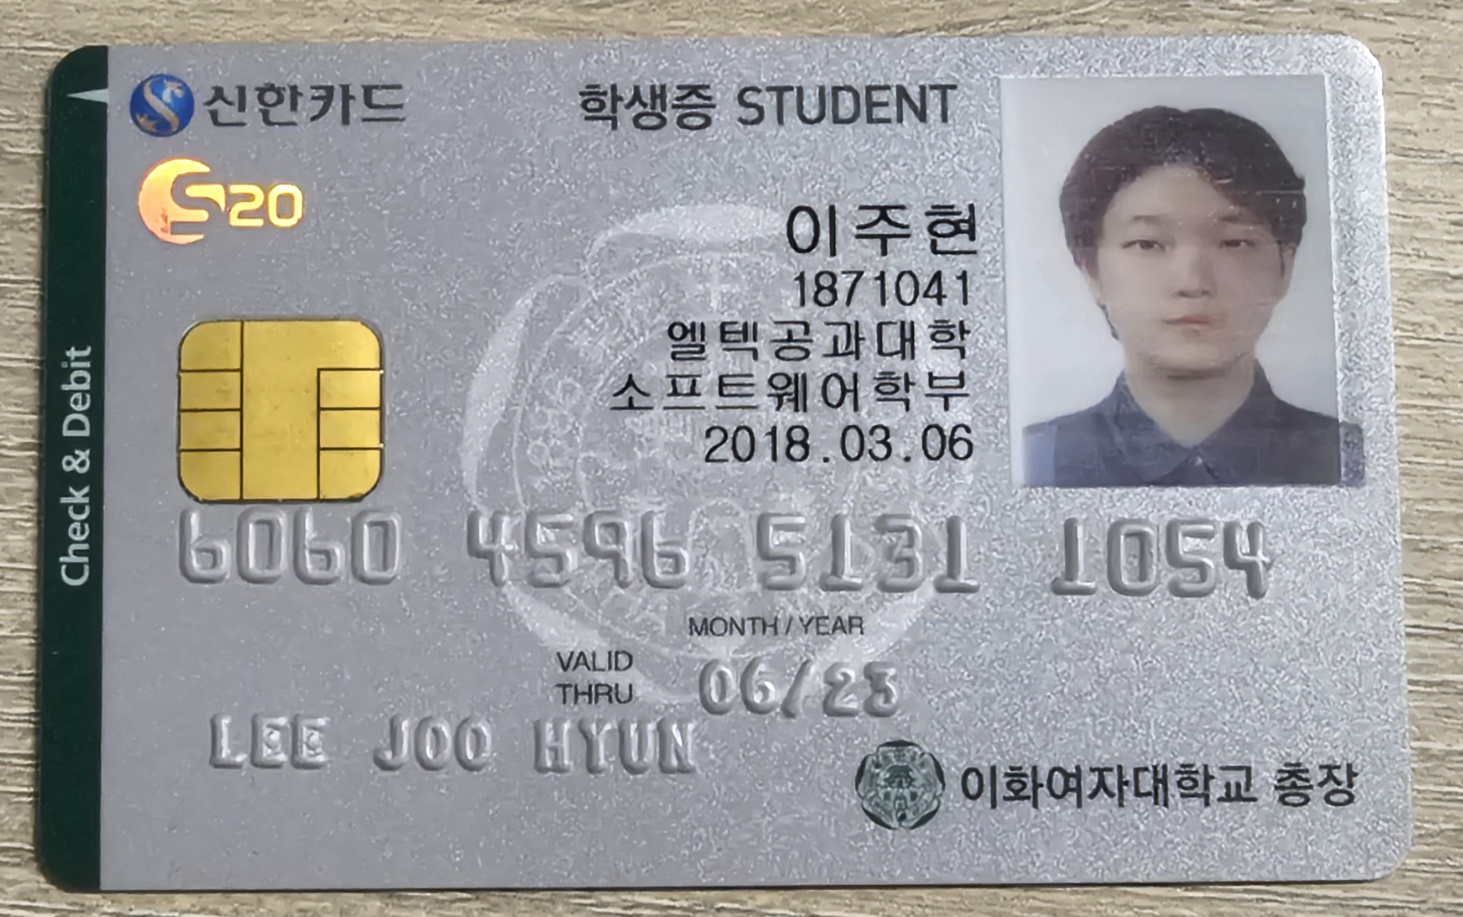 신한카드
학생증 STUDENT
S20
이주현
1871041
엘텍공과대학
소프트웨어학부
2018.03.06
Check & Debit
6060 4596 5131 1054
MONTH / YEAR
VALID THRU 06/23
LEE JOO HYUN
이화여자대학교 총장